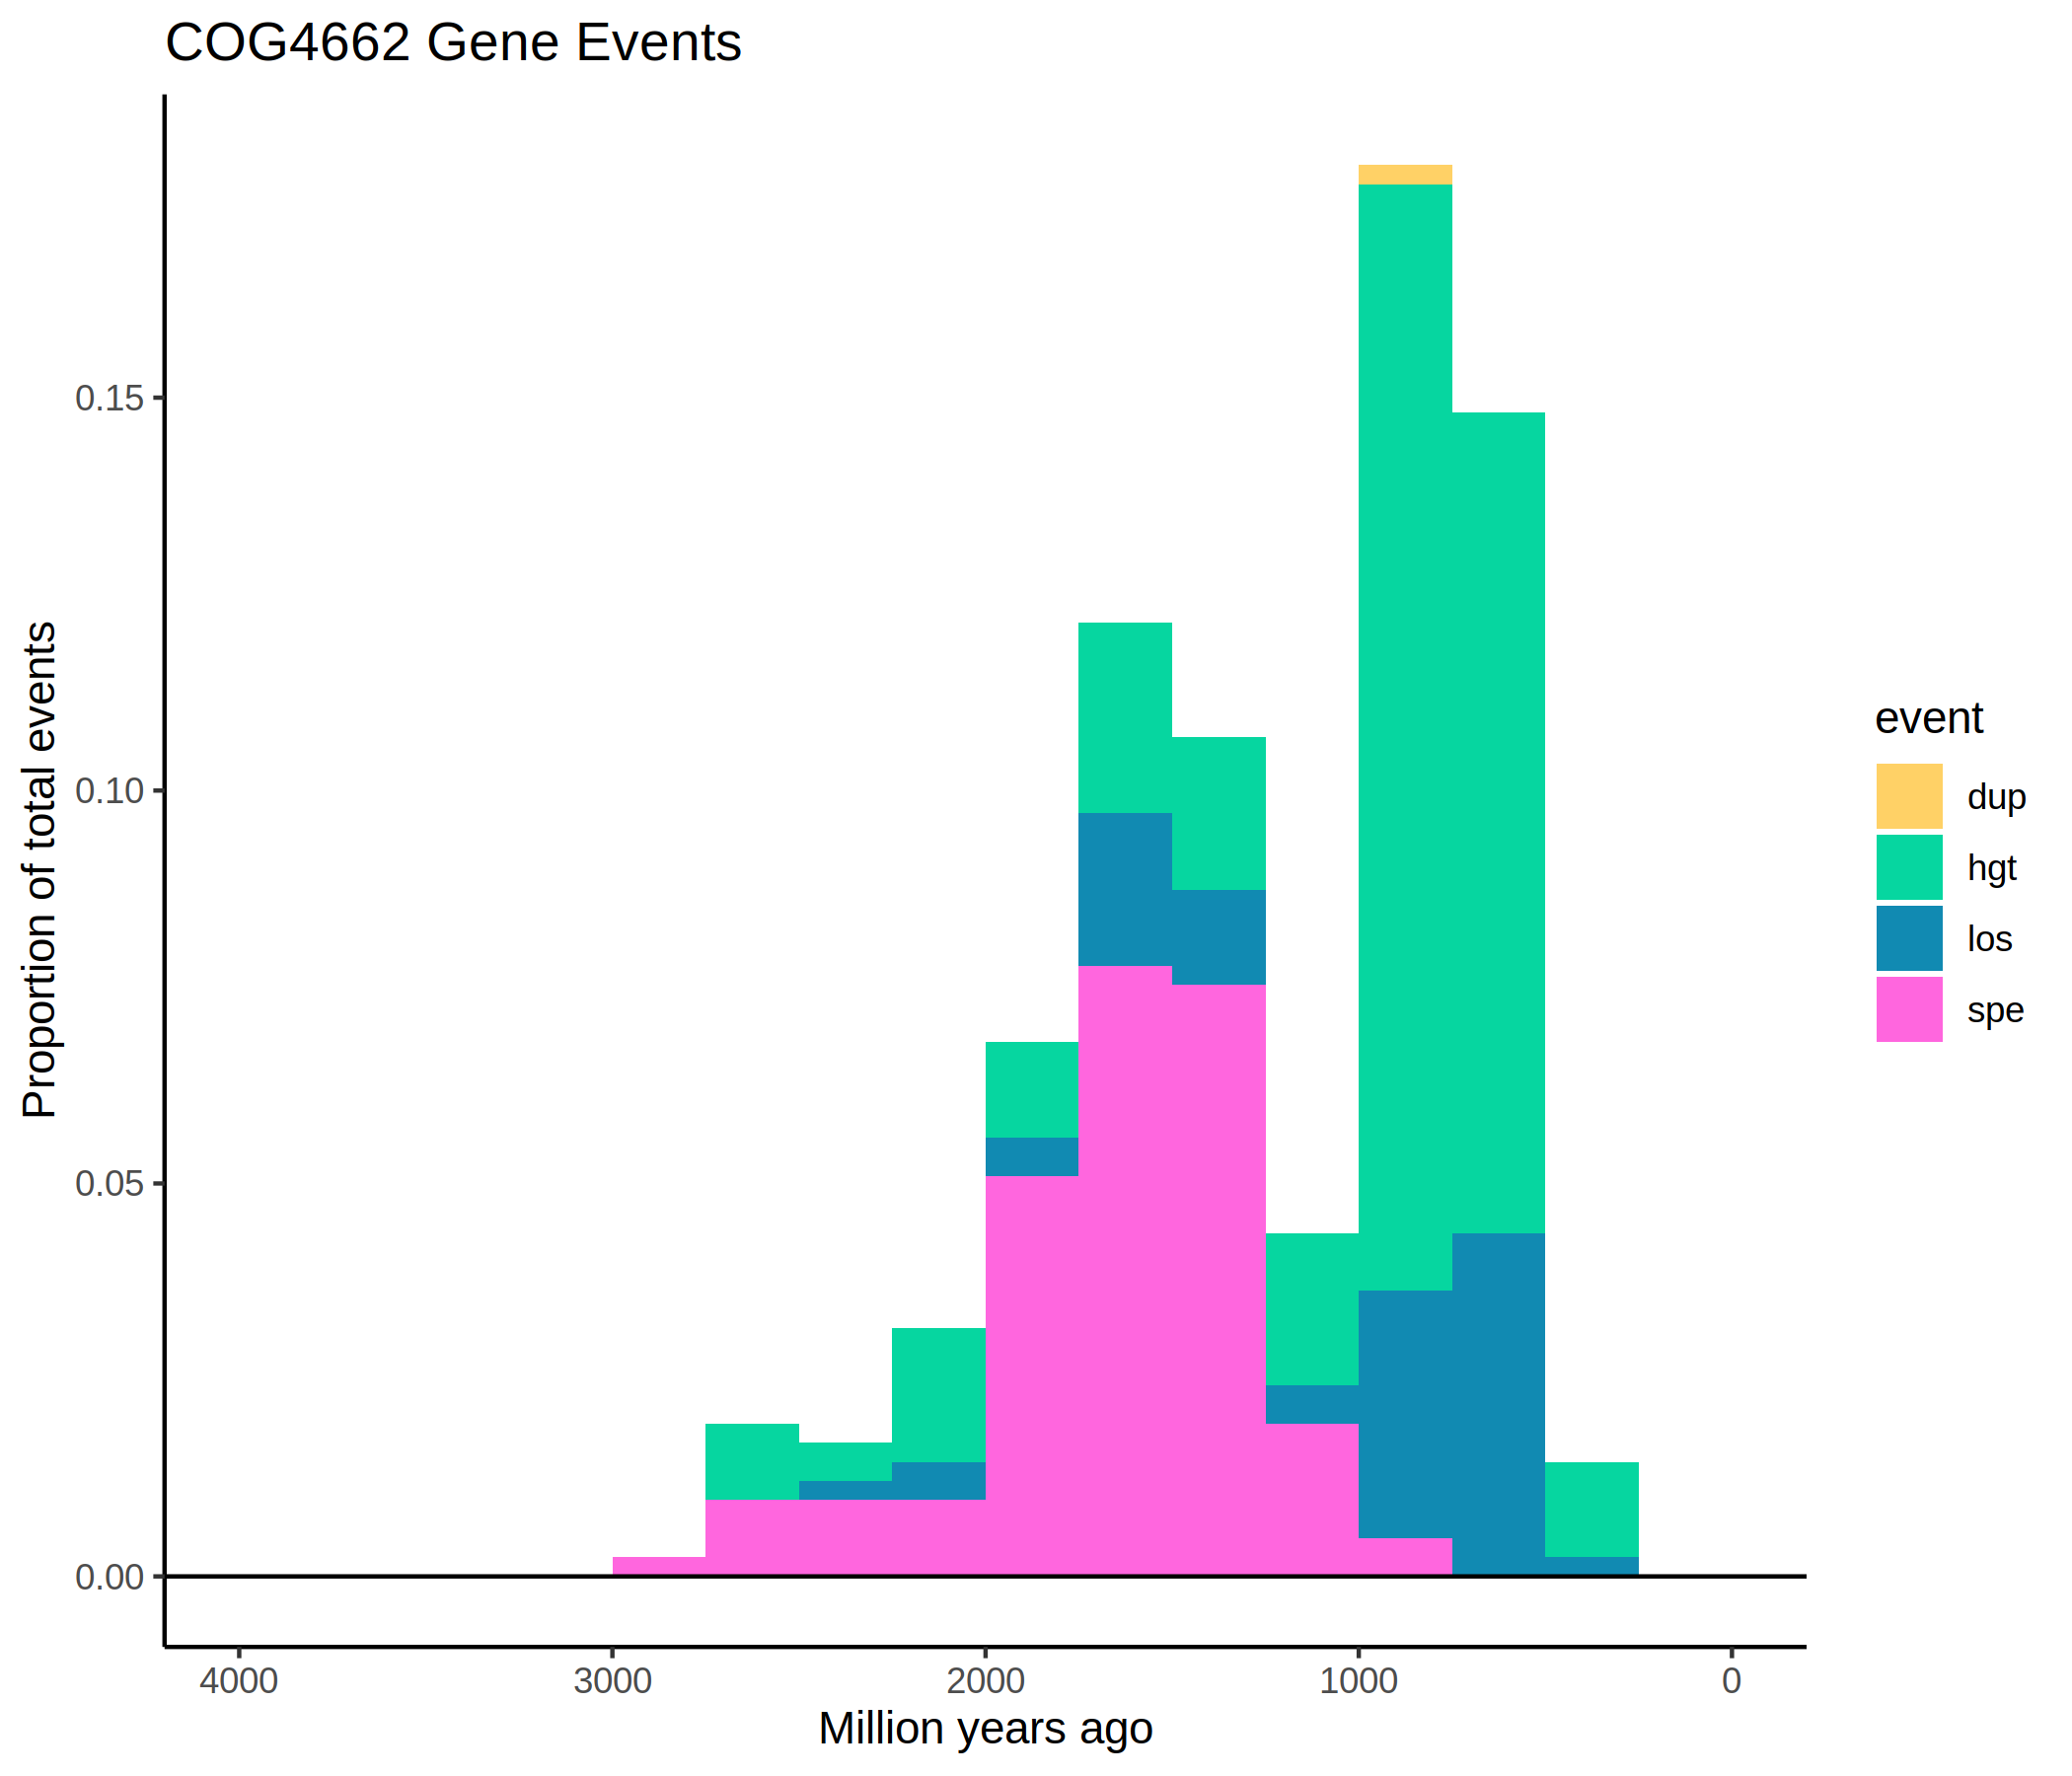 COG4662 Gene Events
Proportion of total events
0.15
0.10
0.05
0.00
4000 3000 2000 1000 0
Million years ago
event
dup
hgt
los
spe